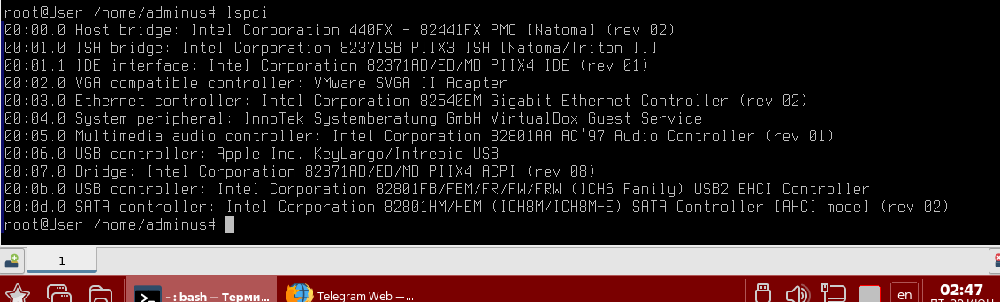 root@User:/home/adminus# lspci
00:00.0 Host bridge: Intel Corporation 440FX - 82441FX PMC [Natoma] (rev 02)
00:01.0 ISA bridge: Intel Corporation 82371SB PIIX3 ISA [Natoma/Triton II]
00:01.1 IDE interface: Intel Corporation 82371AB/EB/MB PIIX4 IDE (rev 01)
00:02.0 VGA compatible controller: VMware SVGA II Adapter
00:03.0 Ethernet controller: Intel Corporation 82540EM Gigabit Ethernet Controller (rev 02)
00:04.0 System peripheral: InnoTek Systemberatung GmbH VirtualBox Guest Service
00:05.0 Multimedia audio controller: Intel Corporation 82801AA AC'97 Audio Controller (rev 01)
00:06.0 USB controller: Apple Inc. KeyLargo/Intrepid USB
00:07.0 Bridge: Intel Corporation 82371AB/EB/MB PIIX4 ACPI (rev 08)
00:0b.0 USB controller: Intel Corporation 82801FB/FBM/FR/FW/FRW (ICH6 Family) USB2 EHCI Controller
00:0d.0 SATA controller: Intel Corporation 82801HM/HEM (ICH8M/ICH8M-E) SATA Controller [AHCI mode] (rev 02)
root@User:/home/adminus#
1
- : bash — Терми...
Telegram Web —...
en
02:47